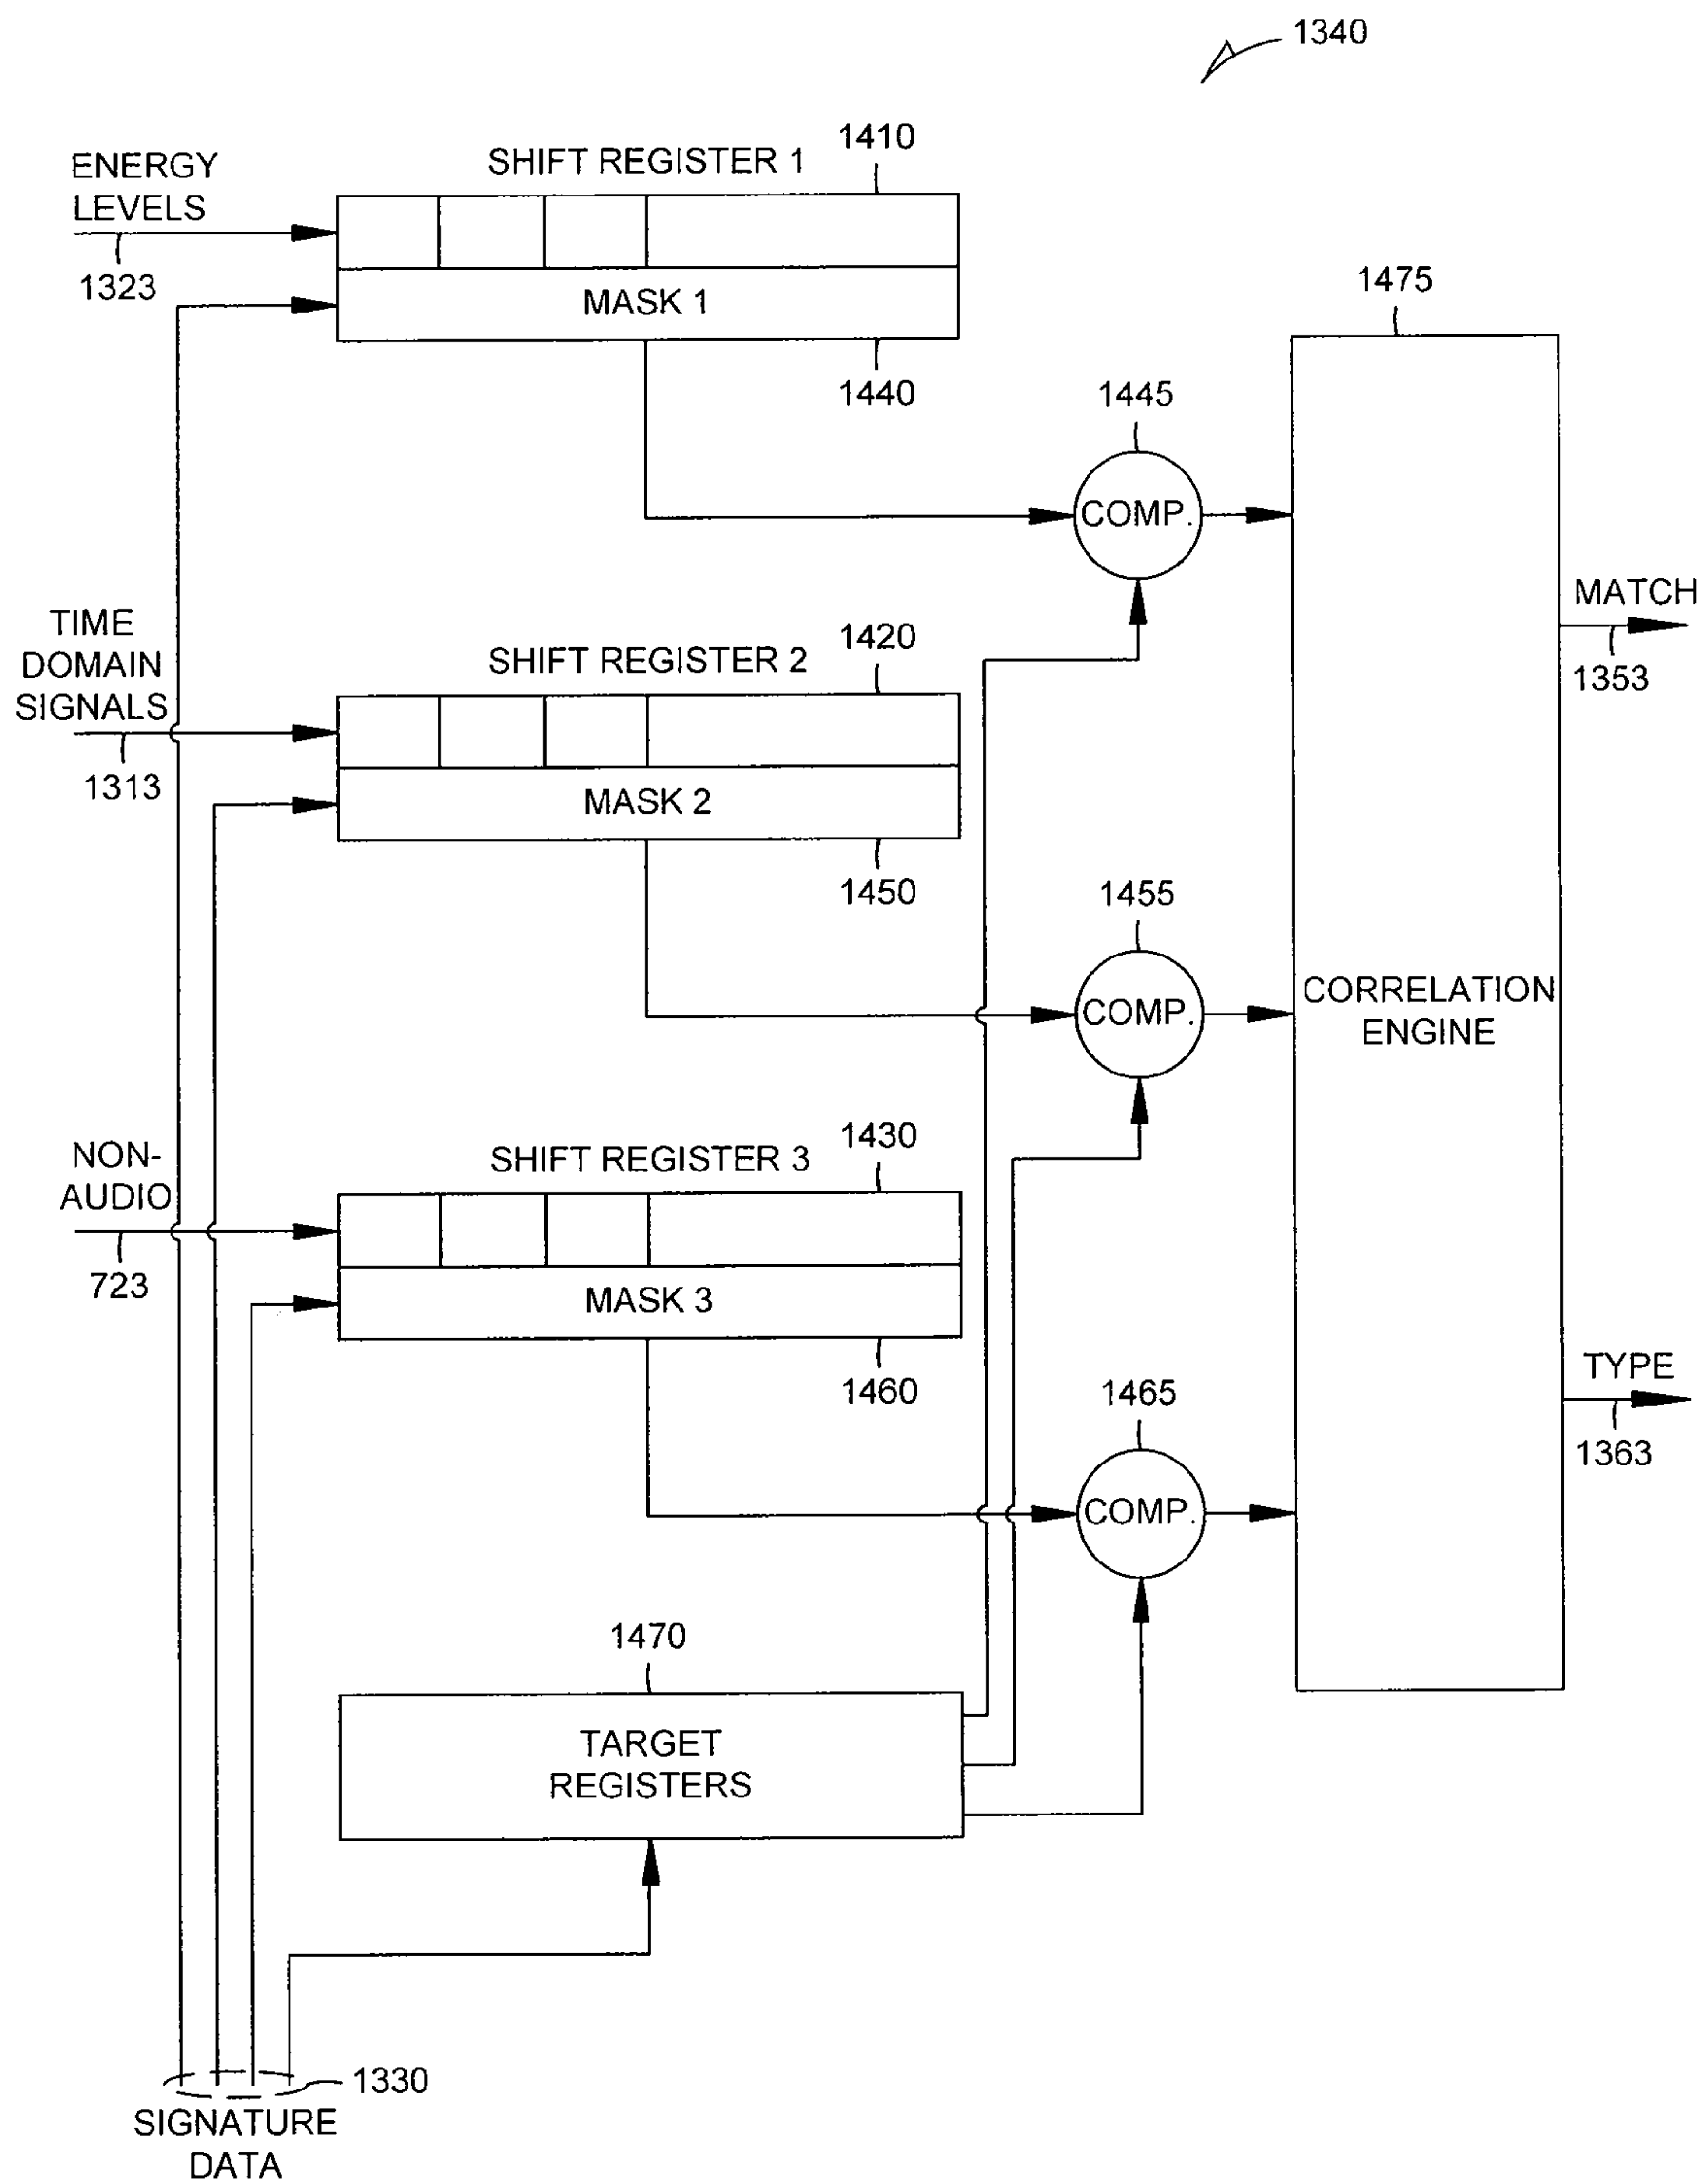 1340
1410
SHIFT REGISTER 1
ENERGY
LEVELS
1323
MASK 1
1440
1475
1445
COMP.
MATCH
1353
TIME
DOMAIN
SIGNALS
1313
1420
SHIFT REGISTER 2
MASK 2
1450
1455
COMP.
CORRELATION
ENGINE
NON-
AUDIO
723
1430
SHIFT REGISTER 3
MASK 3
1460
1465
COMP.
TYPE
1363
1470
TARGET
REGISTERS
1330
SIGNATURE
DATA